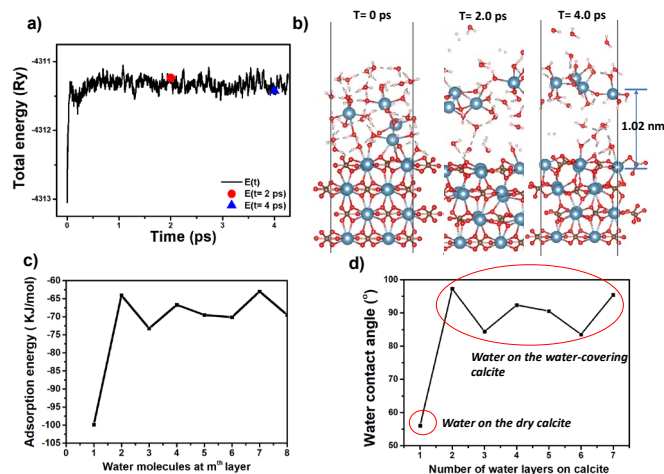 a)
Total energy (Ry)
-4311
-4312
-4313
E(t)
E(t= 2 ps)
E(t= 4 ps)
0 1 2 3 4
Time (ps)
b)
T= 0 ps T= 2.0 ps T= 4.0 ps
1.02 nm
c)
Adsorption energy ( KJ/mol)
-60
-65
-70
-75
-80
-85
-90
-95
-100
-105
1 2 3 4 5 6 7 8
Water molecules at mth layer
d)
Water contact angle (°)
100
90
80
70
60
50
Water on the water-covering
calcite
Water on the dry calcite
1 2 3 4 5 6 7
Number of water layers on calcite